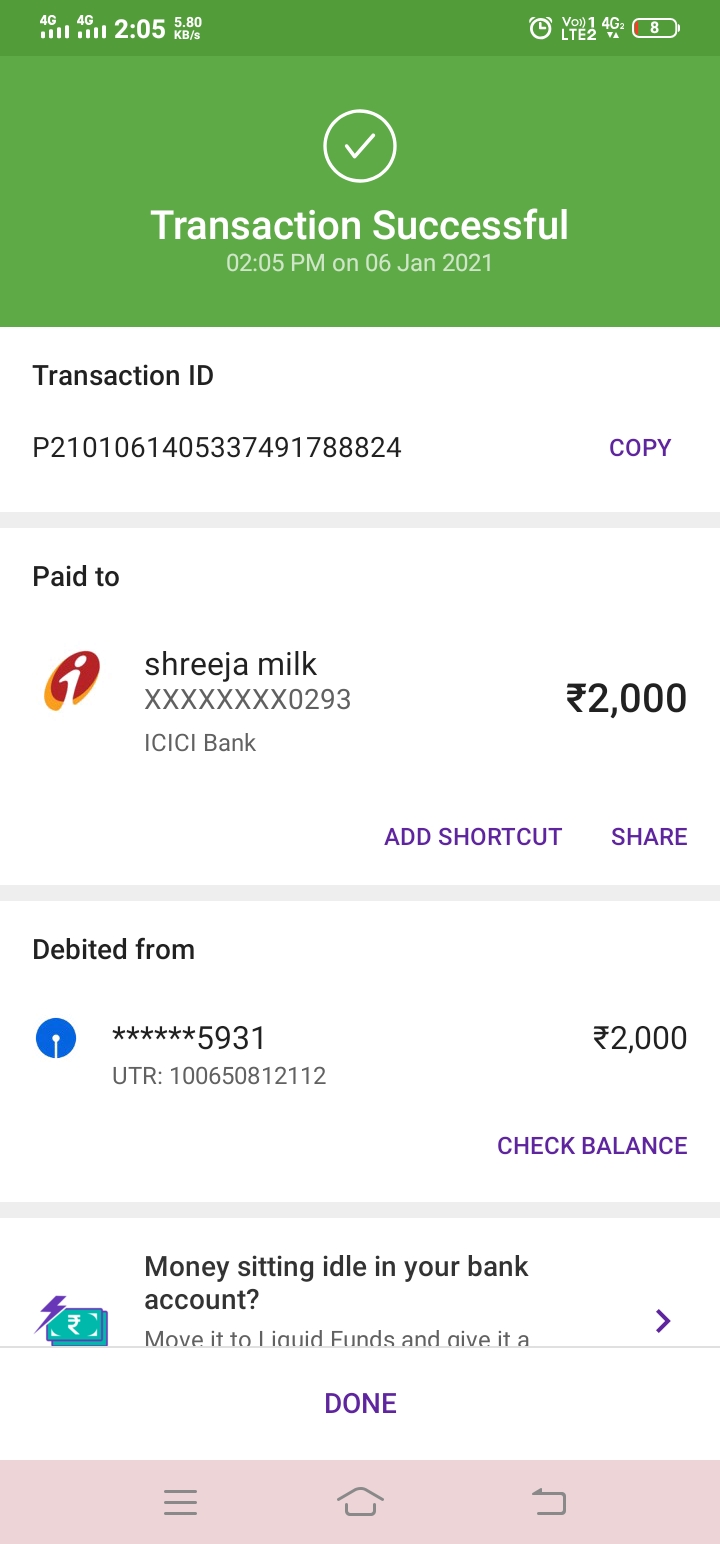 4G 4G 2:05 5.80 KB/s Vo)) 1 LTE2 4G2 8
Transaction Successful
02:05 PM on 06 Jan 2021
Transaction ID
P2101061405337491788824 COPY
Paid to
shreeja milk
XXXXXXXX0293 ₹2,000
ICICI Bank
ADD SHORTCUT SHARE
Debited from
******5931 ₹2,000
UTR: 100650812112
CHECK BALANCE
Money sitting idle in your bank
account?
Move it to Liquid Funds and give it a
DONE